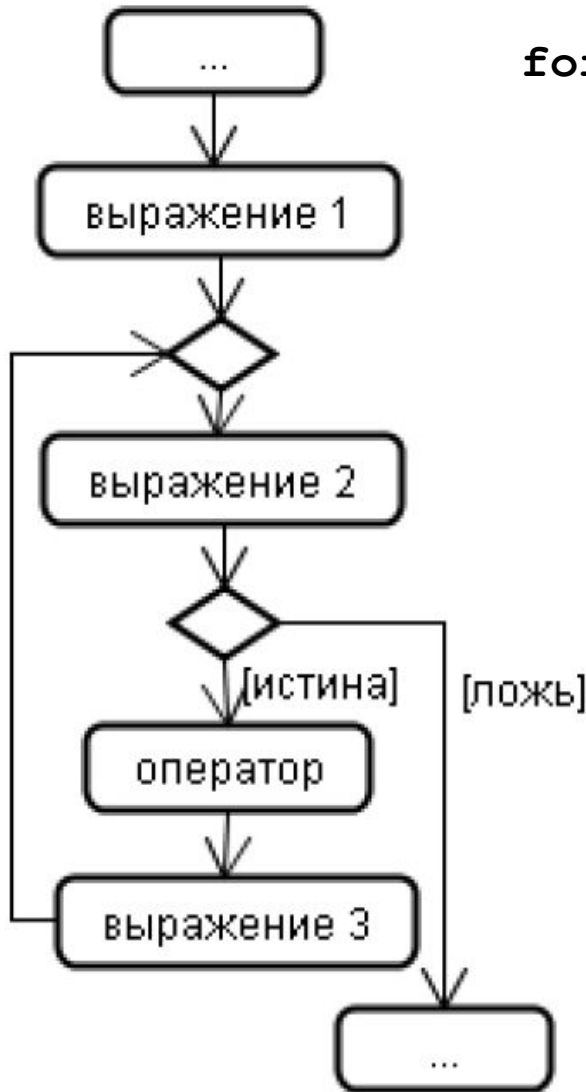 ...
for
выражение 1
выражение 2
[истина] [ложь]
оператор
выражение 3
...